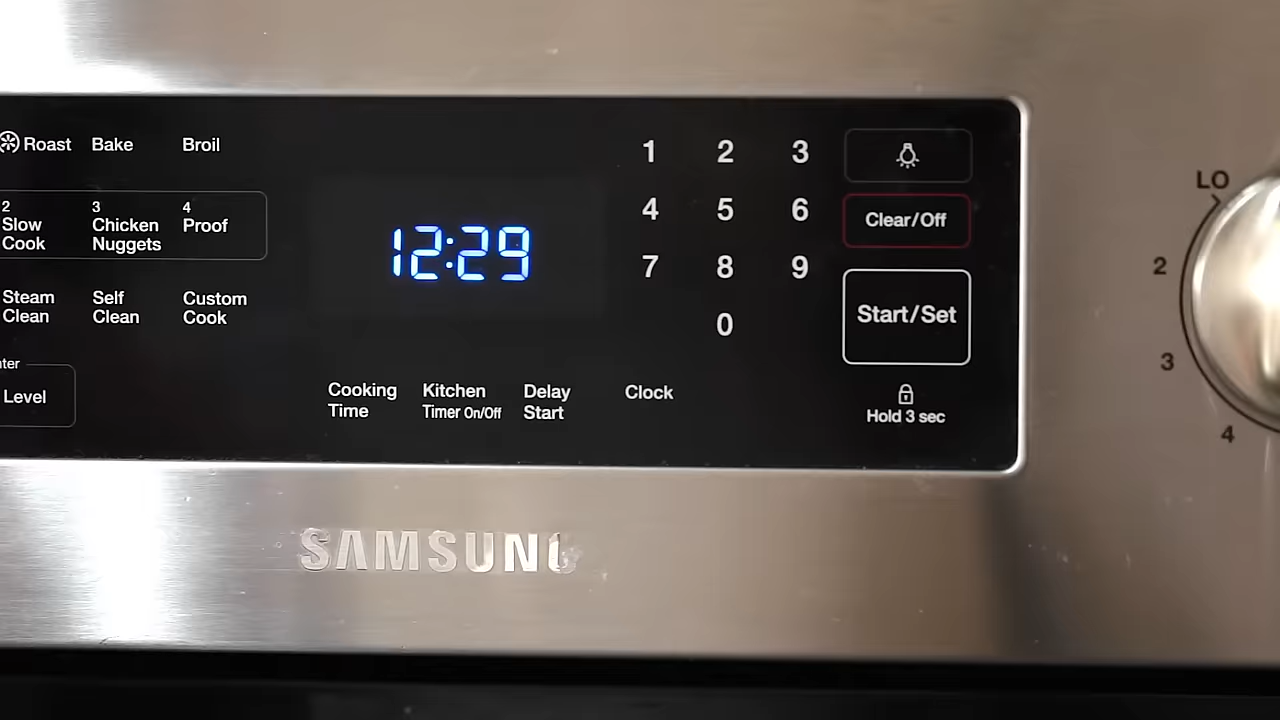 Roast Bake Broil
2 3 4
Slow Chicken Proof
Cook Nuggets
Steam Self Custom
Clean Clean Cook
Level
12:29
1 2 3
4 5 6
7 8 9
0
Cooking Kitchen Delay Clock
Time Timer On/Off Start
Clear/Off
Start/Set
Hold 3 sec
LO
2
3
4
SAMSUNG